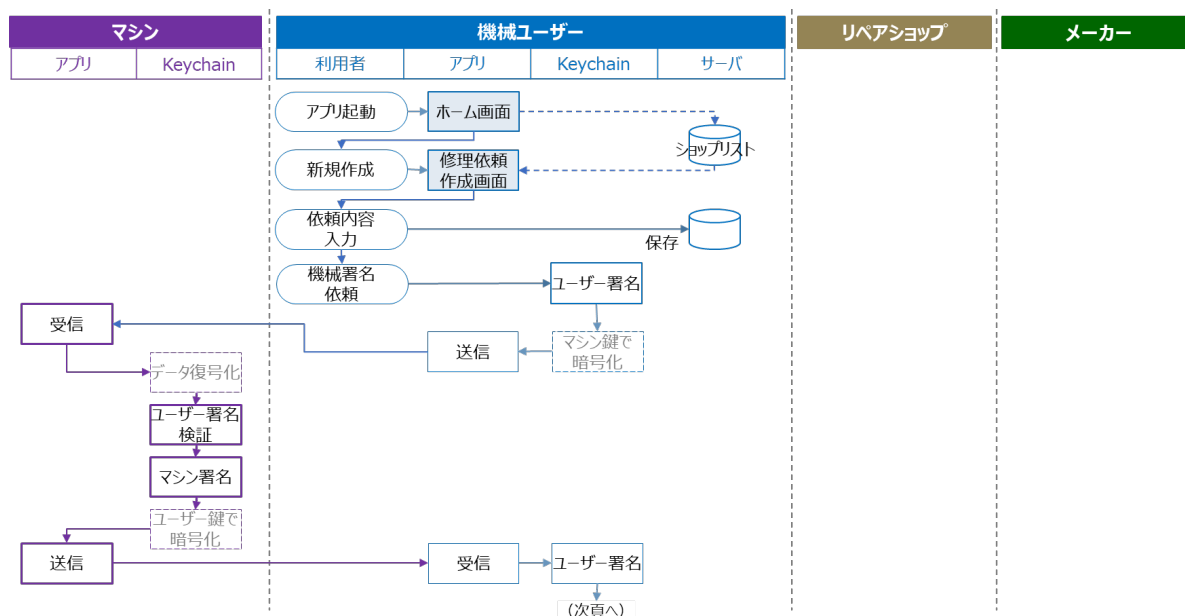 マシン
機械ユーザー
リペアショップ
メーカー
アプリ
Keychain
利用者
アプリ
Keychain
サーバ
アプリ起動
ホーム画面
ショップリスト
新規作成
修理依頼
作成画面
依頼内容
入力
保存
機械署名
依頼
ユーザー署名
受信
送信
マシン鍵で
暗号化
データ復号化
ユーザー署名
検証
マシン署名
ユーザー鍵で
暗号化
送信
受信
ユーザー署名
(次頁へ)